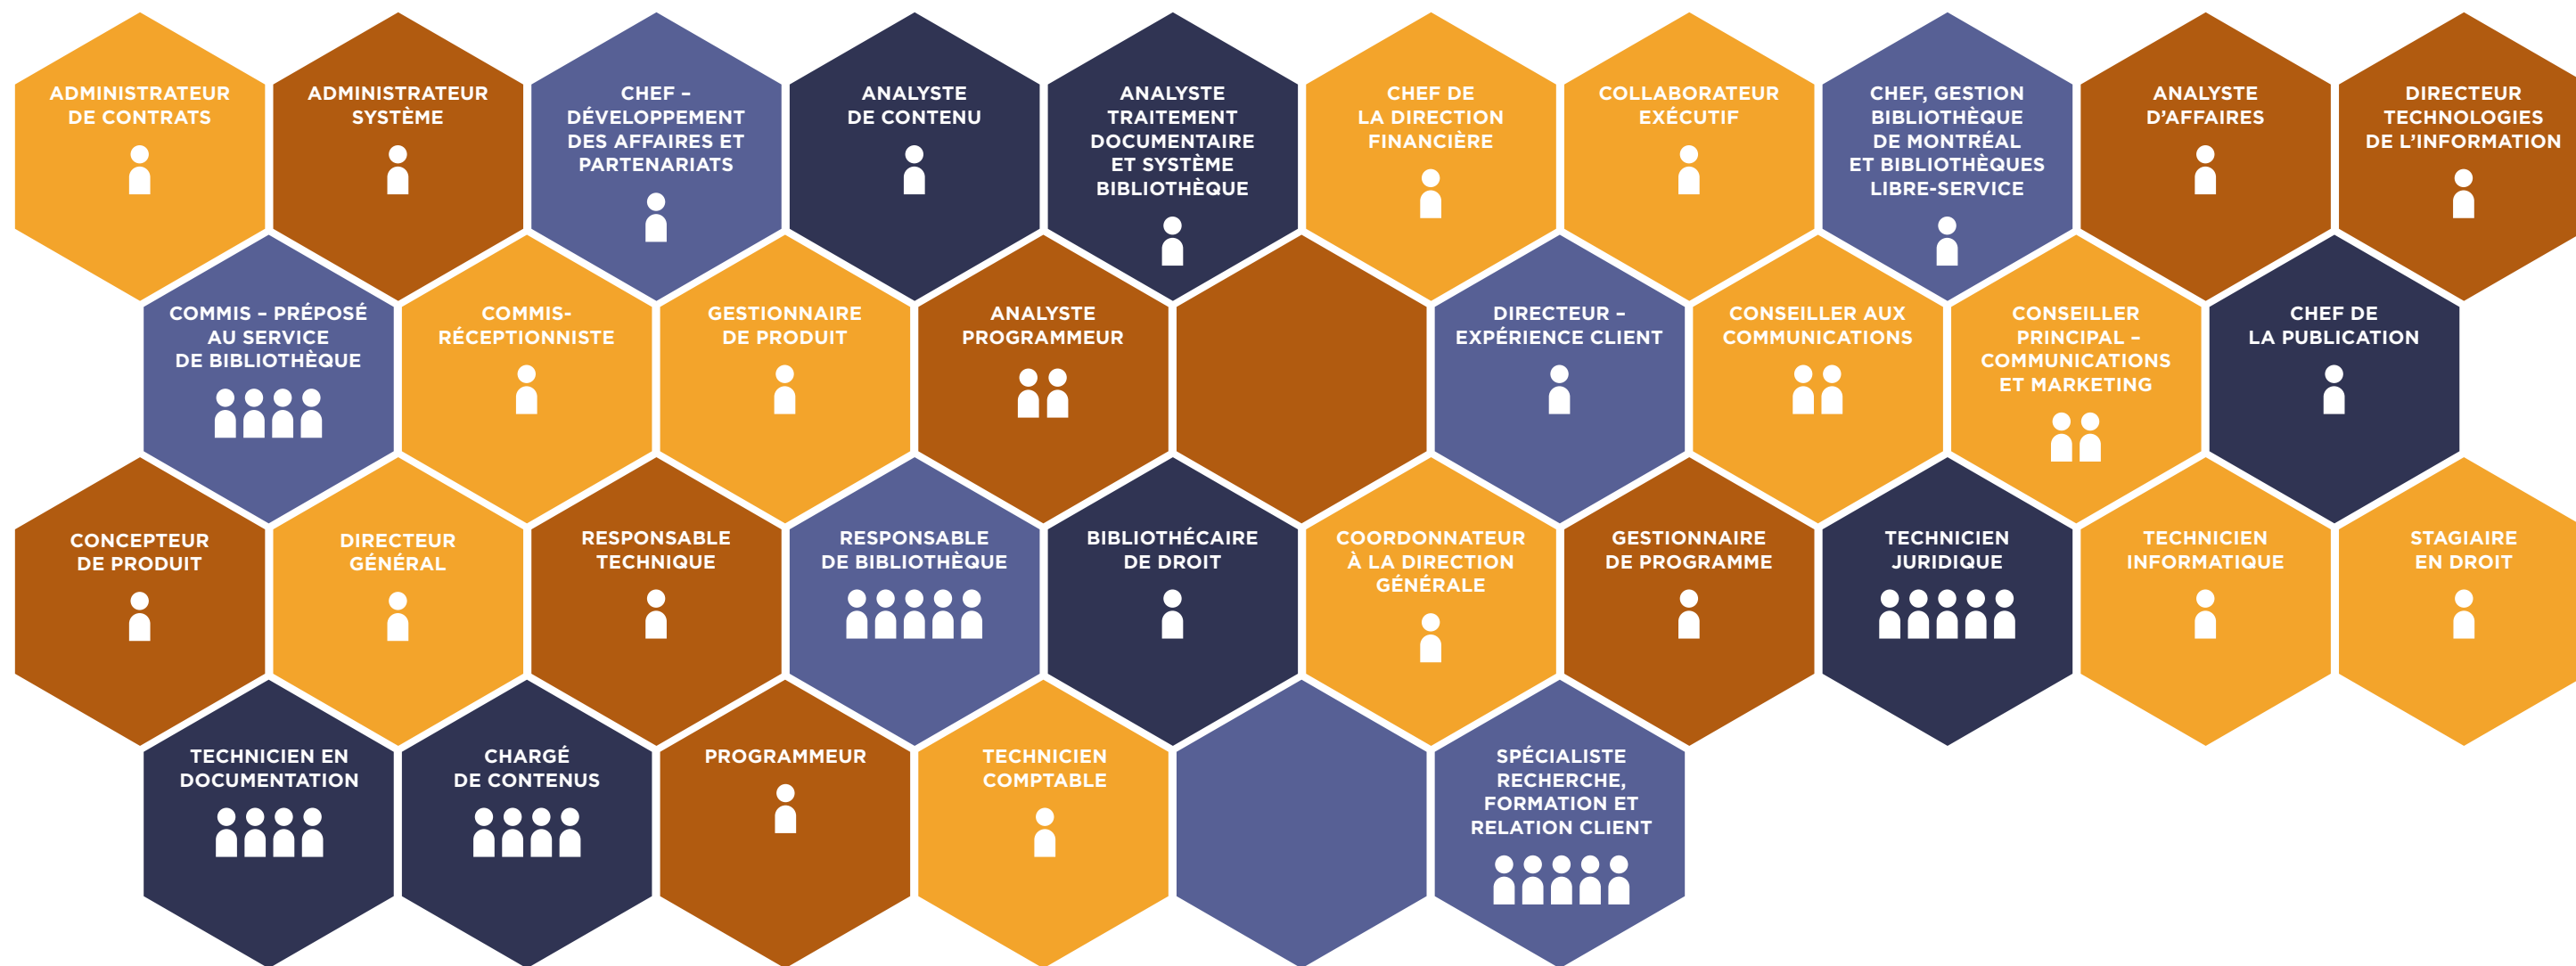 ADMINISTRATEUR
DE CONTRATS
ADMINISTRATEUR
SYSTÈME
CHEF –
DÉVELOPPEMENT
DES AFFAIRES ET
PARTENARIATS
ANALYSTE
DE CONTENU
ANALYSTE
TRAITEMENT
DOCUMENTAIRE
ET SYSTÈME
BIBLIOTHÈQUE
CHEF DE
LA DIRECTION
FINANCIÈRE
COLLABORATEUR
EXÉCUTIF
CHEF, GESTION
BIBLIOTHÈQUE
DE MONTRÉAL
ET BIBLIOTHÈQUES
LIBRE-SERVICE
ANALYSTE
D’AFFAIRES
DIRECTEUR
TECHNOLOGIES
DE L’INFORMATION
COMMIS – PRÉPOSÉ
AU SERVICE
DE BIBLIOTHÈQUE
COMMIS-
RÉCEPTIONNISTE
GESTIONNAIRE
DE PRODUIT
ANALYSTE
PROGRAMMEUR
DIRECTEUR –
EXPÉRIENCE CLIENT
CONSEILLER AUX
COMMUNICATIONS
CONSEILLER
PRINCIPAL –
COMMUNICATIONS
ET MARKETING
CHEF DE
LA PUBLICATION
CONCEPTEUR
DE PRODUIT
DIRECTEUR
GÉNÉRAL
RESPONSABLE
TECHNIQUE
RESPONSABLE
DE BIBLIOTHÈQUE
BIBLIOTHÉCAIRE
DE DROIT
COORDONNATEUR
À LA DIRECTION
GÉNÉRALE
GESTIONNAIRE
DE PROGRAMME
TECHNICIEN
JURIDIQUE
TECHNICIEN
INFORMATIQUE
STAGIAIRE
EN DROIT
TECHNICIEN EN
DOCUMENTATION
CHARGÉ
DE CONTENUS
PROGRAMMEUR
TECHNICIEN
COMPTABLE
SPÉCIALISTE
RECHERCHE,
FORMATION ET
RELATION CLIENT